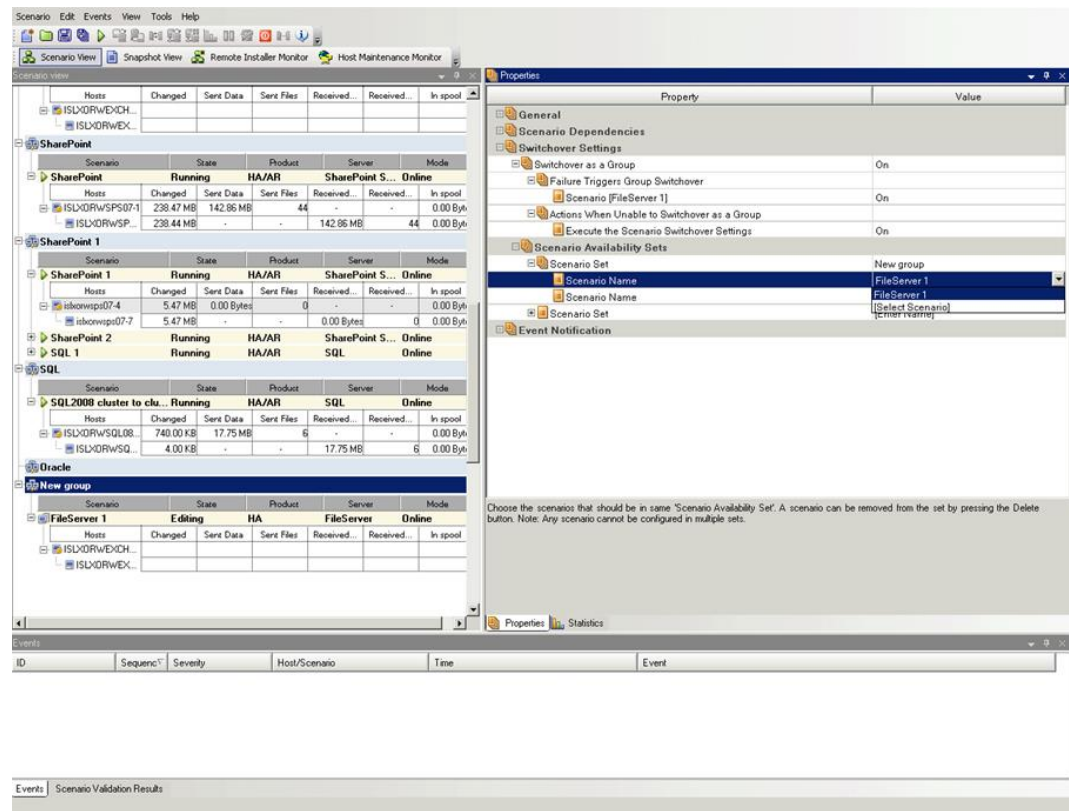 Scenario Edit Events View Tools Help
Scenario View Snapshot View Remote Installer Monitor Host Maintenance Monitor
Scenario view
Hosts Changed Sent Data Sent Files Received... Received... In spool
ISLXORWEXCH...
ISLXORWEX...
SharePoint
Scenario State Product Server Mode
SharePoint Running HA/AR SharePoint S... Online
Hosts Changed Sent Data Sent Files Received... Received... In spool
ISLXORWSPS07-1 238.47 MB 142.86 MB 44 - - 0.00 Byt
ISLXORWSP... 238.44 MB - - 142.86 MB 44 0.00 Byt
SharePoint 1
Scenario State Product Server Mode
SharePoint 1 Running HA/AR SharePoint S... Online
Hosts Changed Sent Data Sent Files Received... Received... In spool
islxorwsps07-4 5.47 MB 0.00 Bytes 0 - - 0.00 Byt
islxorwsps07-7 5.47 MB - - 0.00 Bytes 0 0.00 Byt
SharePoint 2 Running HA/AR SharePoint S... Online
SQL 1 Running HA/AR SQL Online
SQL
Scenario State Product Server Mode
SQL2008 cluster to clu... Running HA/AR SQL Online
Hosts Changed Sent Data Sent Files Received... Received... In spool
ISLXORWSQL08... 740.00 KB 17.75 MB 6 - - 0.00 Byt
ISLXORWSQ... 4.00 KB - - 17.75 MB 6 0.00 Byt
Oracle
New group
Scenario State Product Server Mode
FileServer 1 Editing HA FileServer Online
Hosts Changed Sent Data Sent Files Received... Received... In spool
ISLXORWEXCH...
ISLXORWEX...
Properties
Property Value
General
Scenario Dependencies
Switchover Settings
Switchover as a Group On
Failure Triggers Group Switchover
Scenario [FileServer 1] On
Actions When Unable to Switchover as a Group
Execute the Scenario Switchover Settings On
Scenario Availability Sets
Scenario Set New group
Scenario Name FileServer 1
Scenario Name FileServer 1
[Select Scenario]
Scenario Set [Enter Name]
Event Notification
Choose the scenarios that should be in same 'Scenario Availability Set'. A scenario can be removed from the set by pressing the Delete
button. Note: Any scenario cannot be configured in multiple sets.
Properties Statistics
Events
ID Sequenc Severity Host/Scenario Time Event
Events Scenario Validation Results